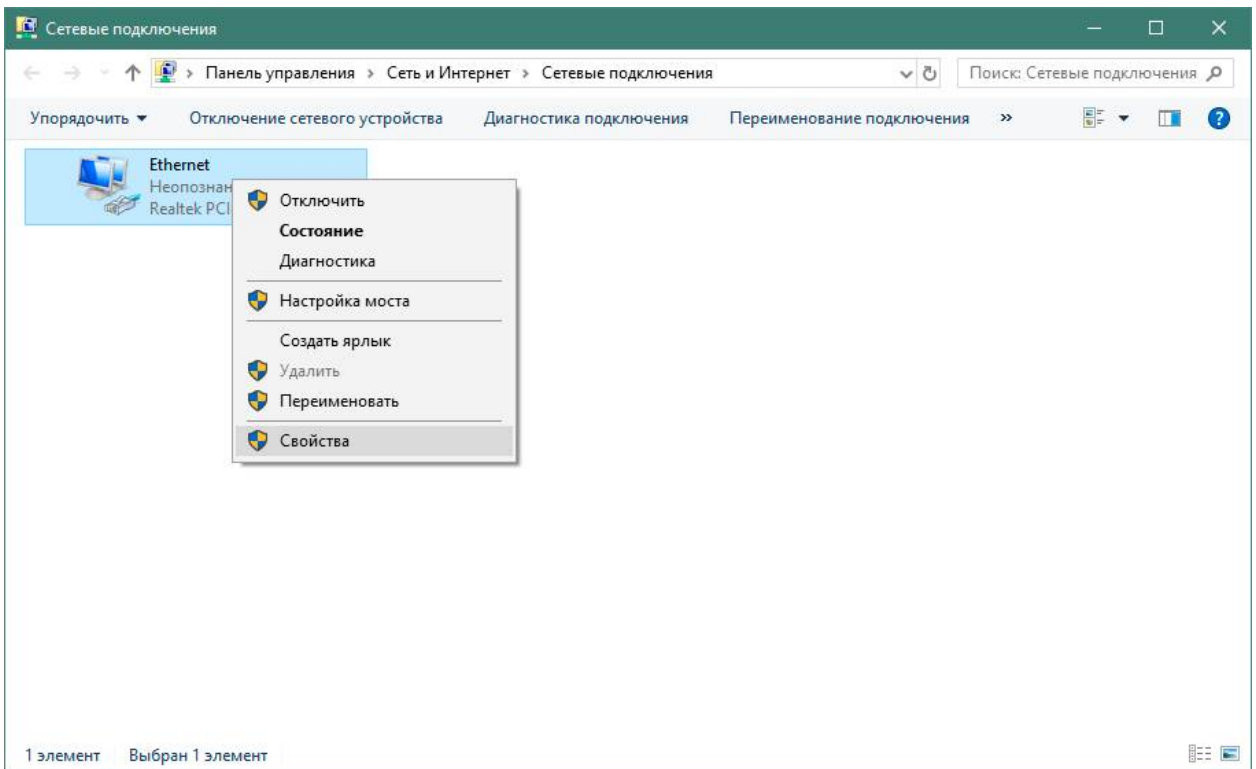 Сетевые подключения
Панель управления › Сеть и Интернет › Сетевые подключения
Поиск: Сетевые подключения
Упорядочить Отключение сетевого устройства Диагностика подключения Переименование подключения »
Ethernet
Неопознан
Realtek PCI
Отключить
Состояние
Диагностика
Настройка моста
Создать ярлык
Удалить
Переименовать
Свойства
1 элемент Выбран 1 элемент